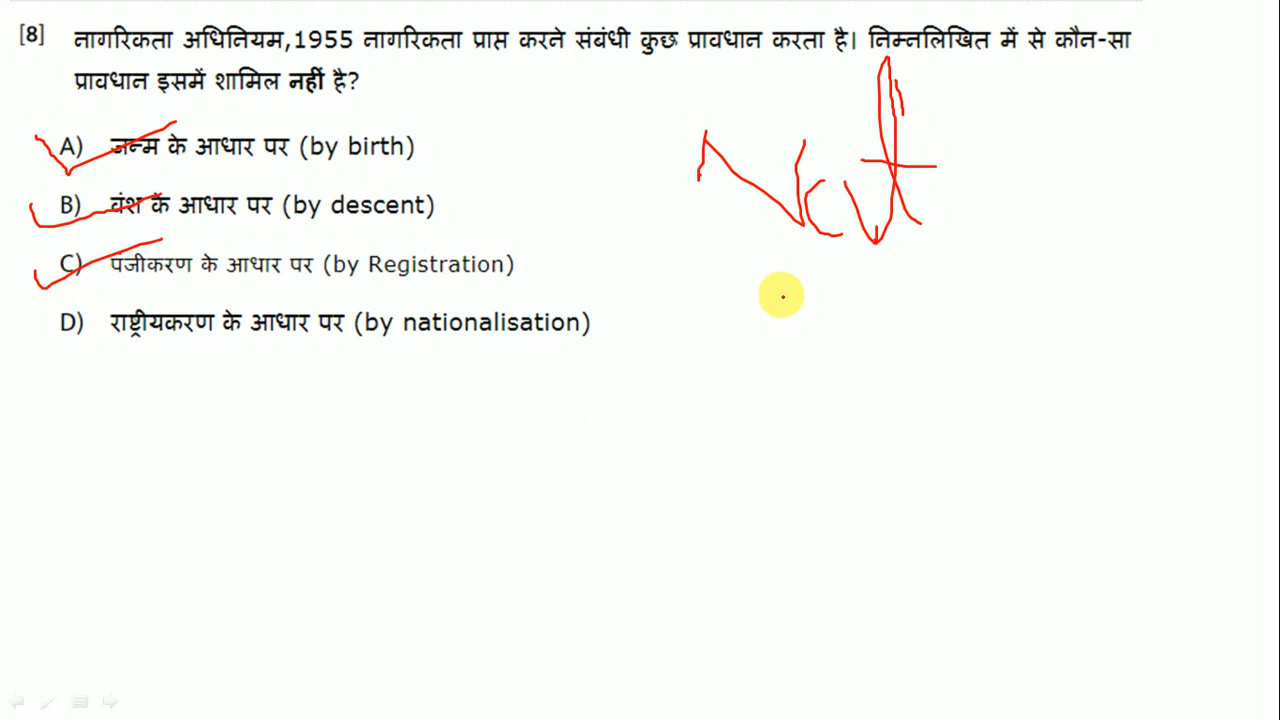 [8] नागरिकता अधिनियम,1955 नागरिकता प्राप्त करने संबंधी कुछ प्रावधान करता है। निम्नलिखित में से कौन-सा
प्रावधान इसमें शामिल नहीं है?
A) जन्म के आधार पर (by birth)
B) वंश के आधार पर (by descent)
C) पंजीकरण के आधार पर (by Registration)
D) राष्ट्रीयकरण के आधार पर (by nationalisation)